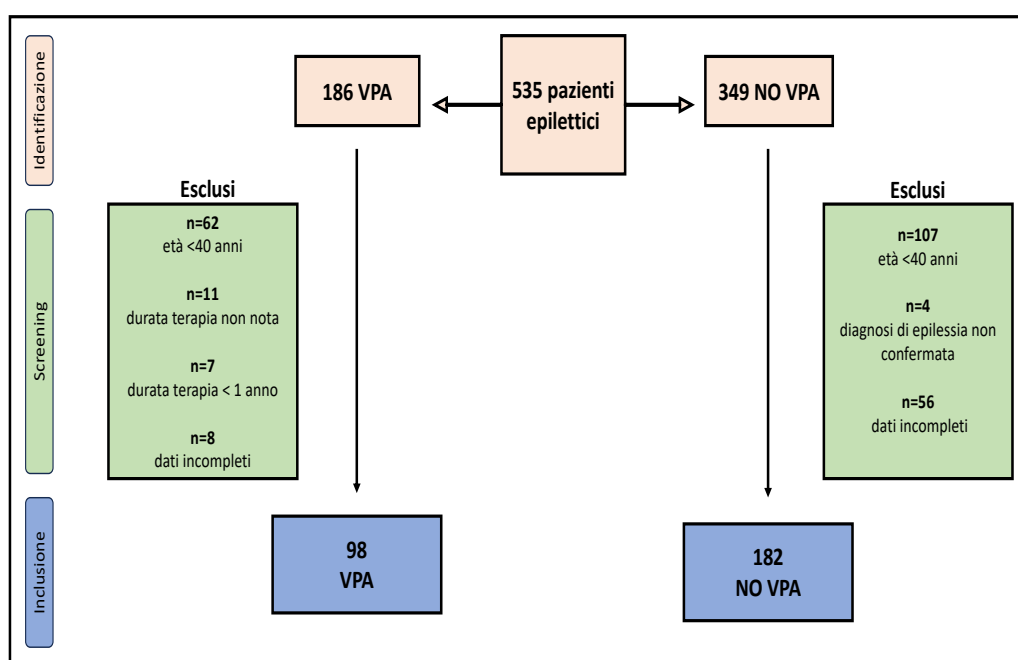 Identificazione
186 VPA
535 pazienti
epilettici
349 NO VPA
Screening
Esclusi
n=62
età <40 anni
n=11
durata terapia non nota
n=7
durata terapia < 1 anno
n=8
dati incompleti
Esclusi
n=107
età <40 anni
n=4
diagnosi di epilessia non
confermata
n=56
dati incompleti
Inclusione
98
VPA
182
NO VPA